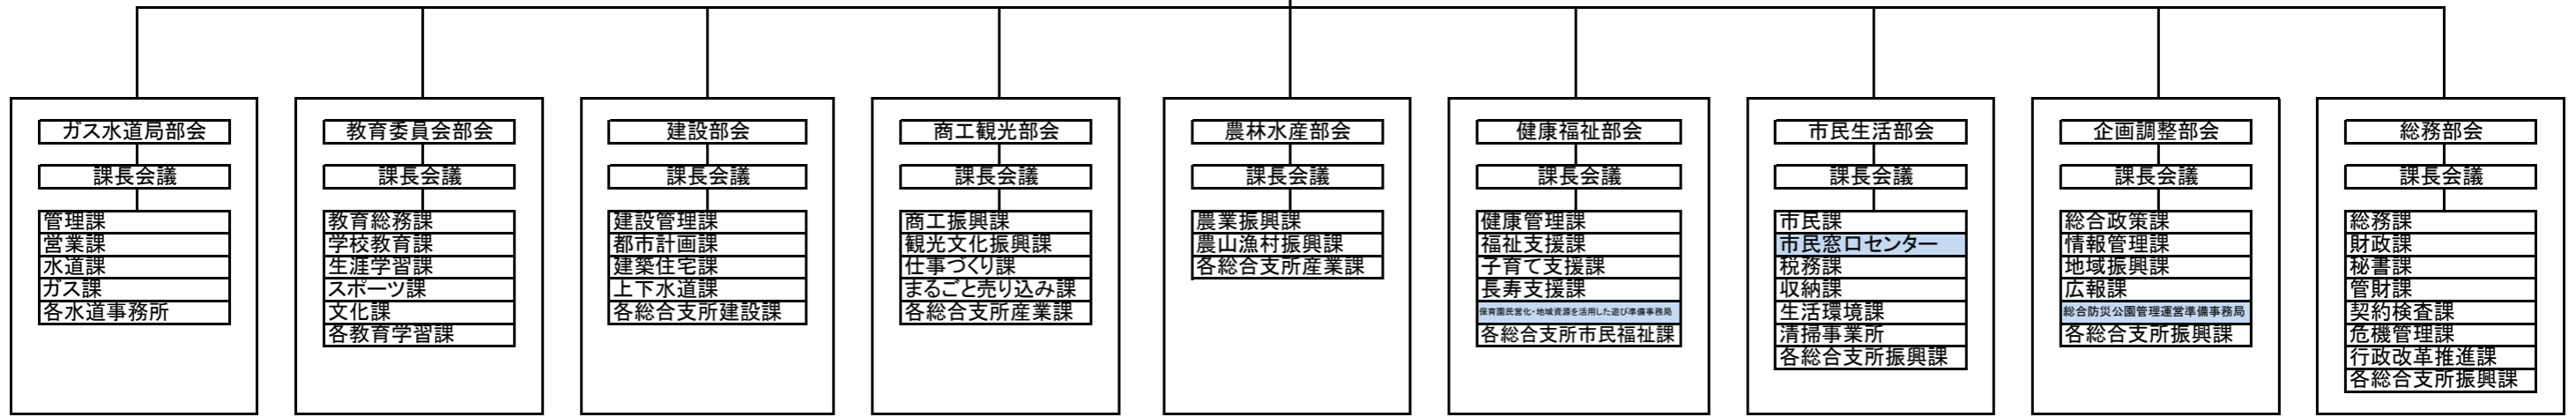 ガス水道局部会
課長会議
管理課
営業課
水道課
ガス課
各水道事務所
教育委員会部会
課長会議
教育総務課
学校教育課
生涯学習課
スポーツ課
文化課
各教育学習課
建設部会
課長会議
建設管理課
都市計画課
建築住宅課
上下水道課
各総合支所建設課
商工観光部会
課長会議
商工振興課
観光文化振興課
仕事づくり課
まるごと売り込み課
各総合支所産業課
農林水産部会
課長会議
農業振興課
農山漁村振興課
各総合支所産業課
健康福祉部会
課長会議
健康管理課
福祉支援課
子育て支援課
長寿支援課
保育園民営化・地域資源を活用した遊び準備事務局
各総合支所市民福祉課
市民生活部会
課長会議
市民課
市民窓口センター
税務課
収納課
生活環境課
清掃事業所
各総合支所振興課
企画調整部会
課長会議
総合政策課
情報管理課
地域振興課
広報課
総合防災公園管理運営準備事務局
各総合支所振興課
総務部会
課長会議
総務課
財政課
秘書課
管財課
契約検査課
危機管理課
行政改革推進課
各総合支所振興課